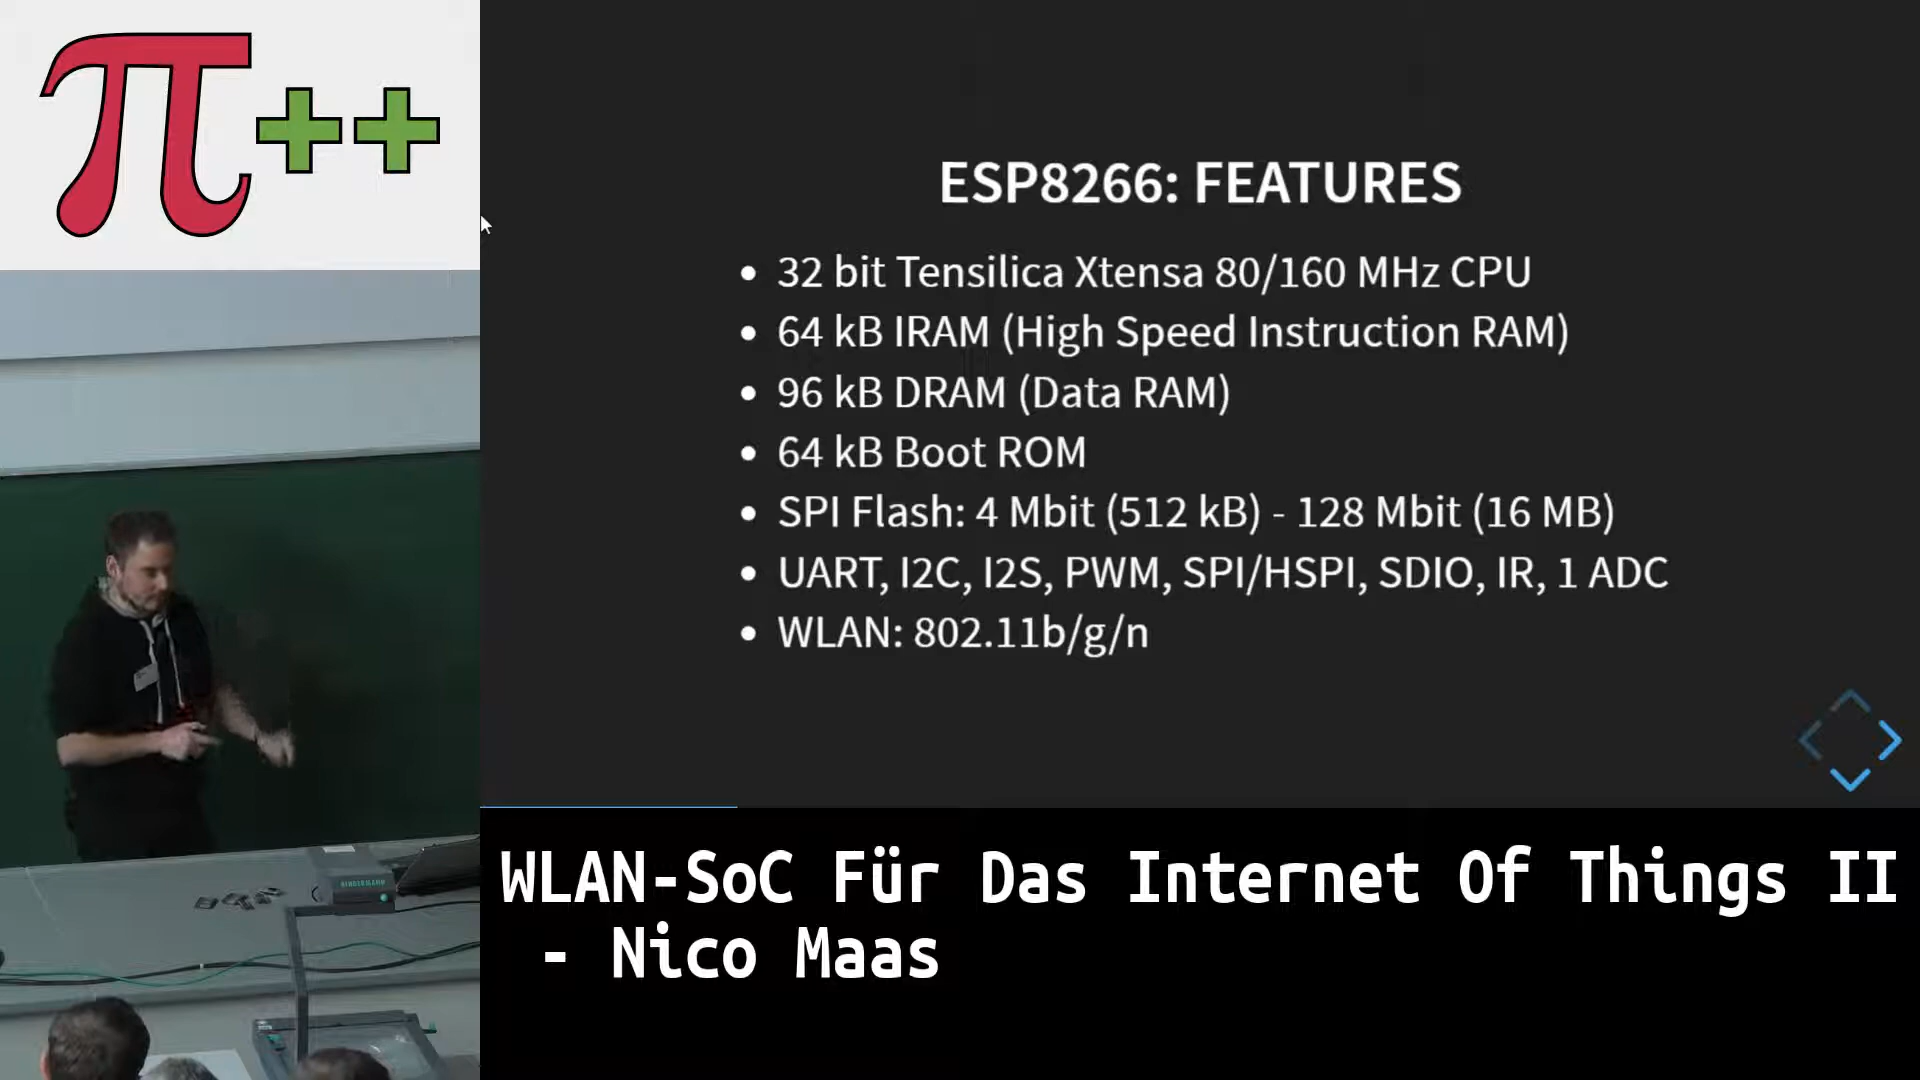 π++
ESP8266: FEATURES
• 32 bit Tensilica Xtensa 80/160 MHz CPU
• 64 kB IRAM (High Speed Instruction RAM)
• 96 kB DRAM (Data RAM)
• 64 kB Boot ROM
• SPI Flash: 4 Mbit (512 kB) - 128 Mbit (16 MB)
• UART, I2C, I2S, PWM, SPI/HSPI, SDIO, IR, 1 ADC
• WLAN: 802.11b/g/n
KINDERMANN
WLAN-SoC Für Das Internet Of Things II
- Nico Maas